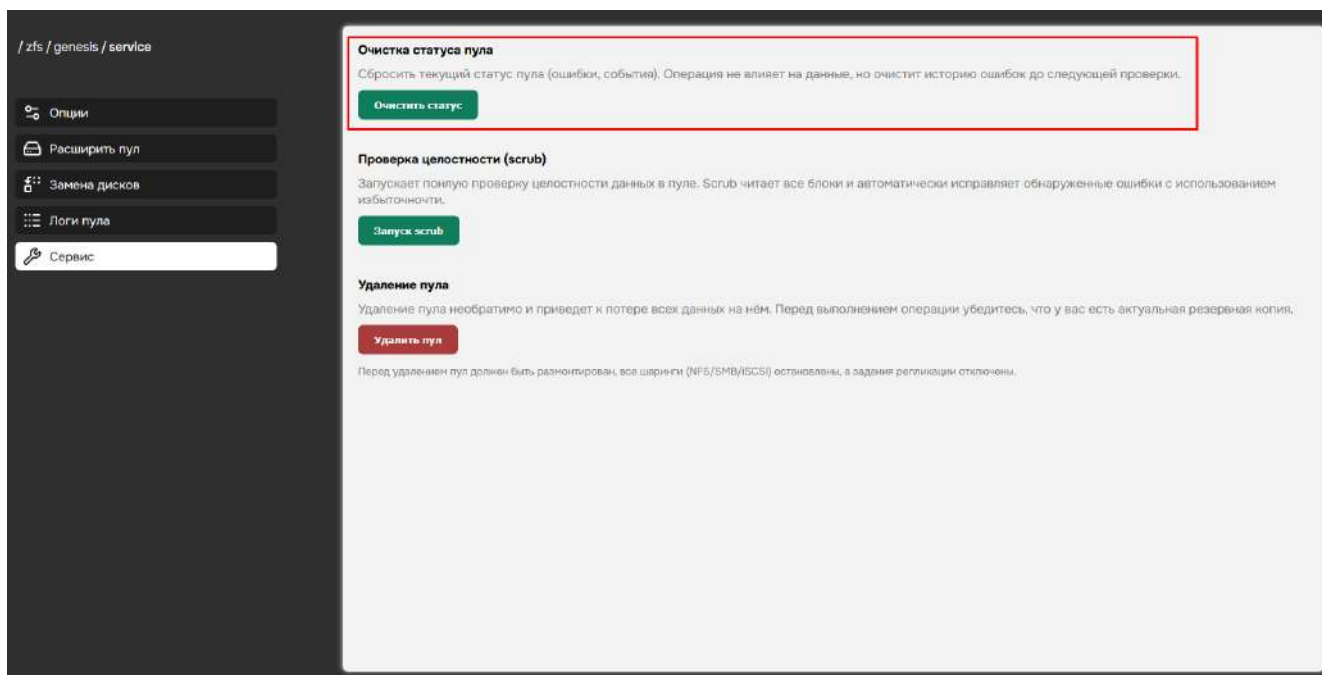 / zfs / genesis / service
Опции
Расширить пул
Замена дисков
Логи пула
Сервис
Очистка статуса пула
Сбросить текущий статус пула (ошибки, события). Операция не влияет на данные, но очистит историю ошибок до следующей проверки.
Очистить статус
Проверка целостности (scrub)
Запускает понлую проверку целостности данных в пуле. Scrub читает все блоки и автоматически исправляет обнаруженные ошибки с использованием
избыточночти.
Запуск scrub
Удаление пула
Удаление пула необратимо и приведет к потере всех данных на нём. Перед выполнением операции убедитесь, что у вас есть актуальная резервная копия.
Удалить пул
Перед удалением пул должен быть размонтирован, все шаринги (NFS/SMB/iSCSI) остановлены, а задания репликации отключены.